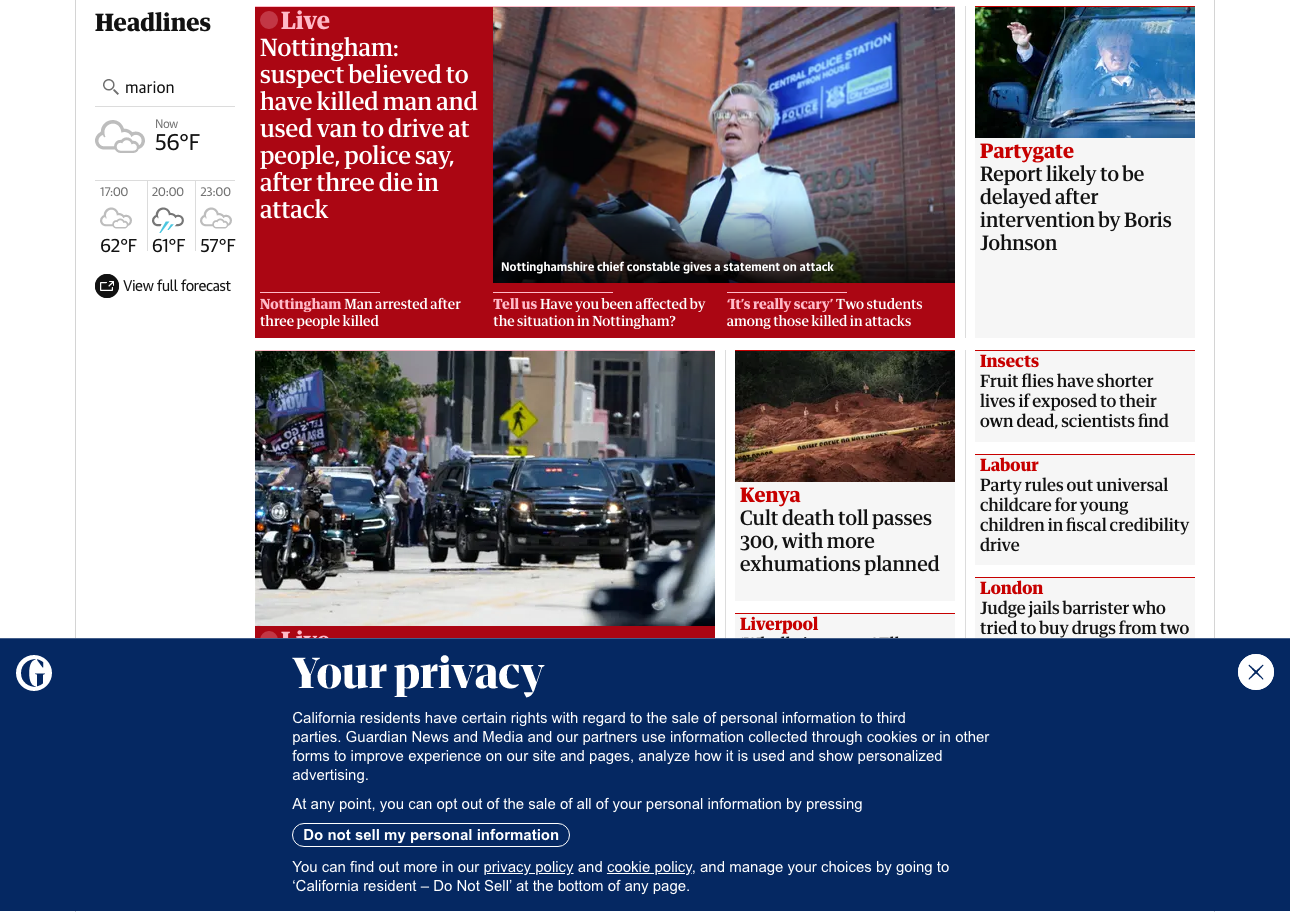 Headlines
marion
Now
56°F
17:00
20:00
23:00
62°F
61°F
57°F
View full forecast
Live
Nottingham:
suspect believed to
have killed man and
used van to drive at
people, police say,
after three die in
attack
CENTRAL POLICE STATION
BYRON HOUSE
POLICE
City Council
Nottinghamshire chief constable gives a statement on attack
Nottingham Man arrested after
three people killed
Tell us Have you been affected by
the situation in Nottingham?
‘It’s really scary’ Two students
among those killed in attacks
Partygate
Report likely to be
delayed after
intervention by Boris
Johnson
TRUMP
WON
LET'S GO
BRANDON
CRIME SCENE DO NOT CROSS
Kenya
Cult death toll passes
300, with more
exhumations planned
Liverpool
Insects
Fruit flies have shorter
lives if exposed to their
own dead, scientists find
Labour
Party rules out universal
childcare for young
children in fiscal credibility
drive
London
Judge jails barrister who
tried to buy drugs from two
Live
Your privacy
California residents have certain rights with regard to the sale of personal information to third
parties. Guardian News and Media and our partners use information collected through cookies or in other
forms to improve experience on our site and pages, analyze how it is used and show personalized
advertising.
At any point, you can opt out of the sale of all of your personal information by pressing
Do not sell my personal information
You can find out more in our privacy policy and cookie policy, and manage your choices by going to
‘California resident – Do Not Sell’ at the bottom of any page.